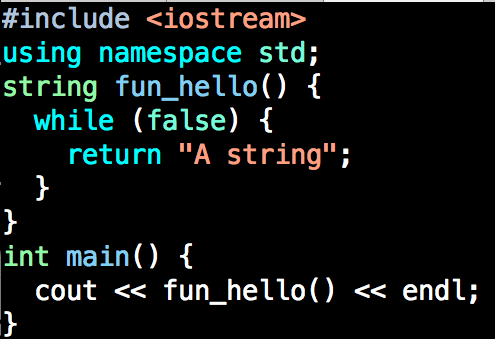 #include <iostream>
using namespace std;
string fun_hello() {
  while (false) {
    return "A string";
  }
}
int main() {
  cout << fun_hello() << endl;
}